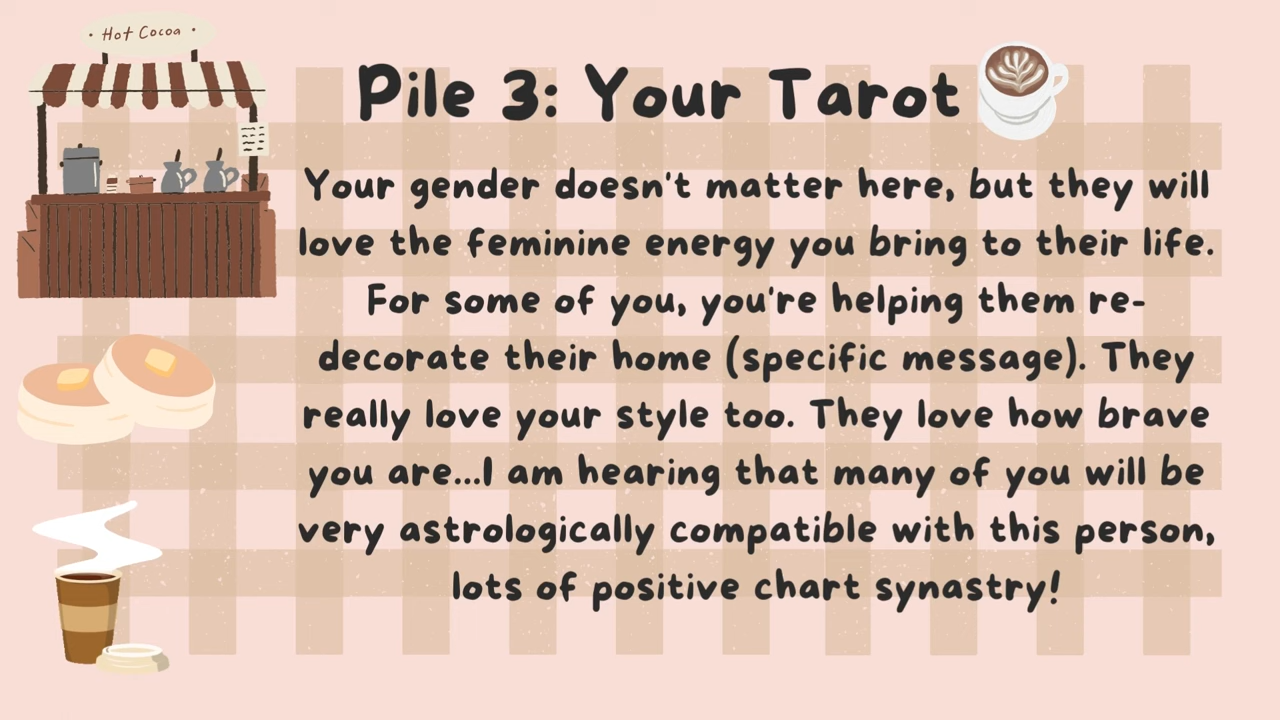 • Hot Cocoa •
Pile 3: Your Tarot
Your gender doesn't matter here, but they will
love the feminine energy you bring to their life.
For some of you, you're helping them re-
decorate their home (specific message). They
really love your style too. They love how brave
you are...I am hearing that many of you will be
very astrologically compatible with this person,
lots of positive chart synastry!